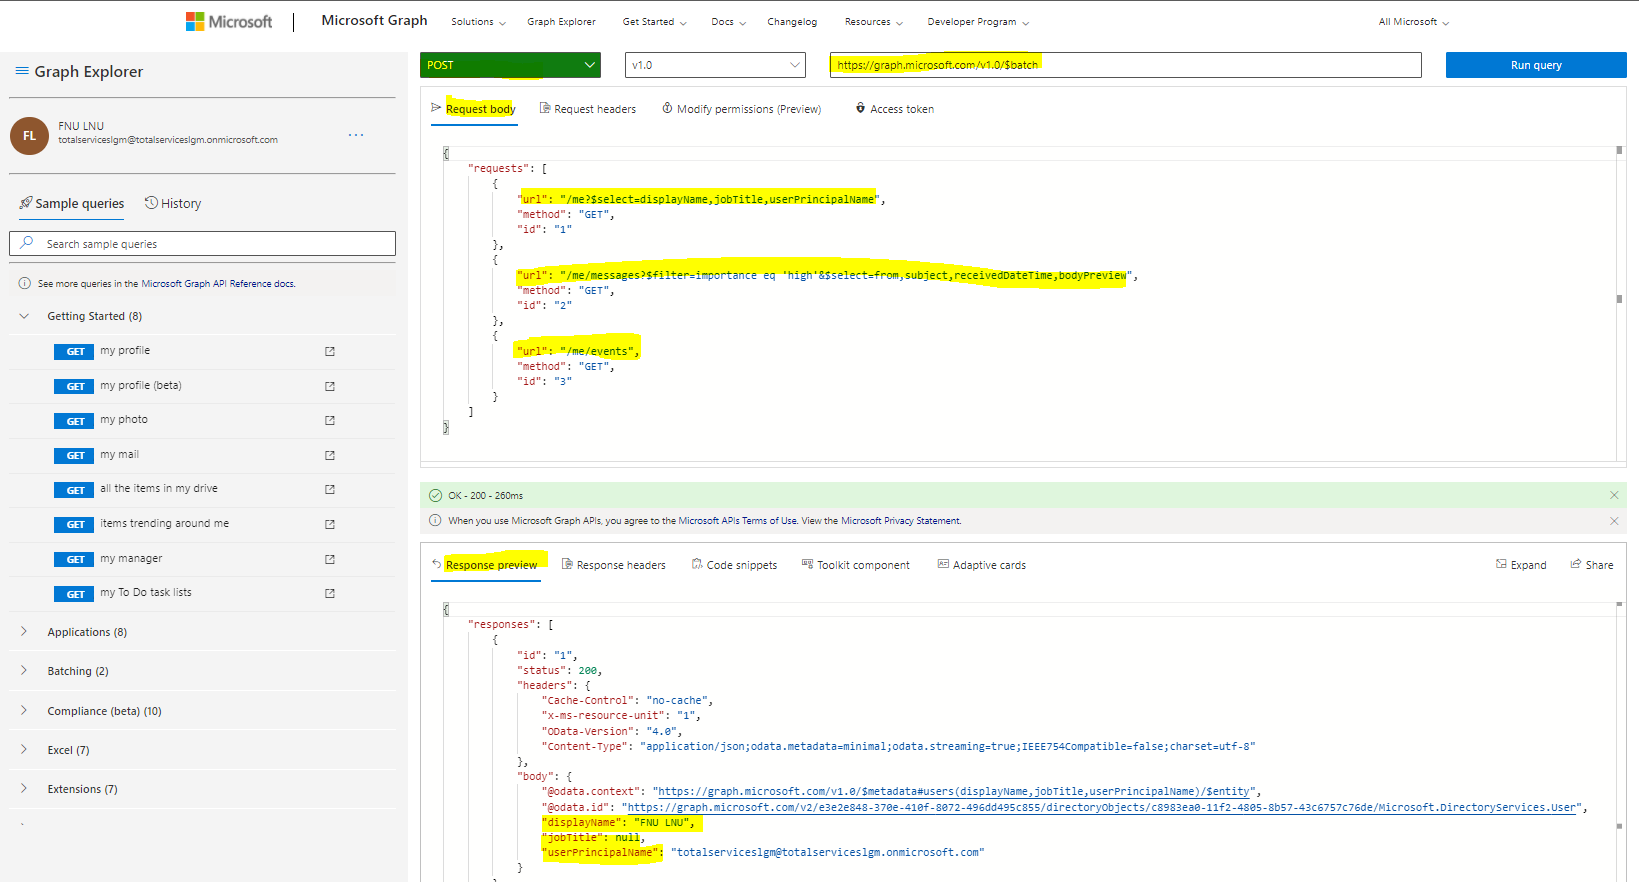 Microsoft | Microsoft Graph Solutions Graph Explorer Get Started Docs Changelog Resources Developer Program All Microsoft
Graph Explorer
FL
FNU LNU
totalserviceslgm@totalserviceslgm.onmicrosoft.com
...
Sample queries History
Search sample queries
See more queries in the Microsoft Graph API Reference docs.
Getting Started (8)
GET my profile
GET my profile (beta)
GET my photo
GET my mail
GET all the items in my drive
GET items trending around me
GET my manager
GET my To Do task lists
Applications (8)
Batching (2)
Compliance (beta) (10)
Excel (7)
Extensions (7)
POST v1.0 https://graph.microsoft.com/v1.0/$batch Run query
Request body Request headers Modify permissions (Preview) Access token
{
"requests": [
{
"url": "/me?$select=displayName,jobTitle,userPrincipalName",
"method": "GET",
"id": "1"
},
{
"url": "/me/messages?$filter=importance eq 'high'&$select=from,subject,receivedDateTime,bodyPreview",
"method": "GET",
"id": "2"
},
{
"url": "/me/events",
"method": "GET",
"id": "3"
}
]
}
OK - 200 - 260ms
When you use Microsoft Graph APIs, you agree to the Microsoft APIs Terms of Use. View the Microsoft Privacy Statement.
Response preview Response headers Code snippets Toolkit component Adaptive cards Expand Share
{
"responses": [
{
"id": "1",
"status": 200,
"headers": {
"Cache-Control": "no-cache",
"x-ms-resource-unit": "1",
"OData-Version": "4.0",
"Content-Type": "application/json;odata.metadata=minimal;odata.streaming=true;IEEE754Compatible=false;charset=utf-8"
},
"body": {
"@odata.context": "https://graph.microsoft.com/v1.0/$metadata#users(displayName,jobTitle,userPrincipalName)/$entity",
"@odata.id": "https://graph.microsoft.com/v2/e3e2e848-370e-410f-8072-496dd495c855/directoryObjects/c8983ea0-11f2-4805-8b57-43c6757c76de/Microsoft.DirectoryServices.User",
"displayName": "FNU LNU",
"jobTitle": null,
"userPrincipalName": "totalserviceslgm@totalserviceslgm.onmicrosoft.com"
}